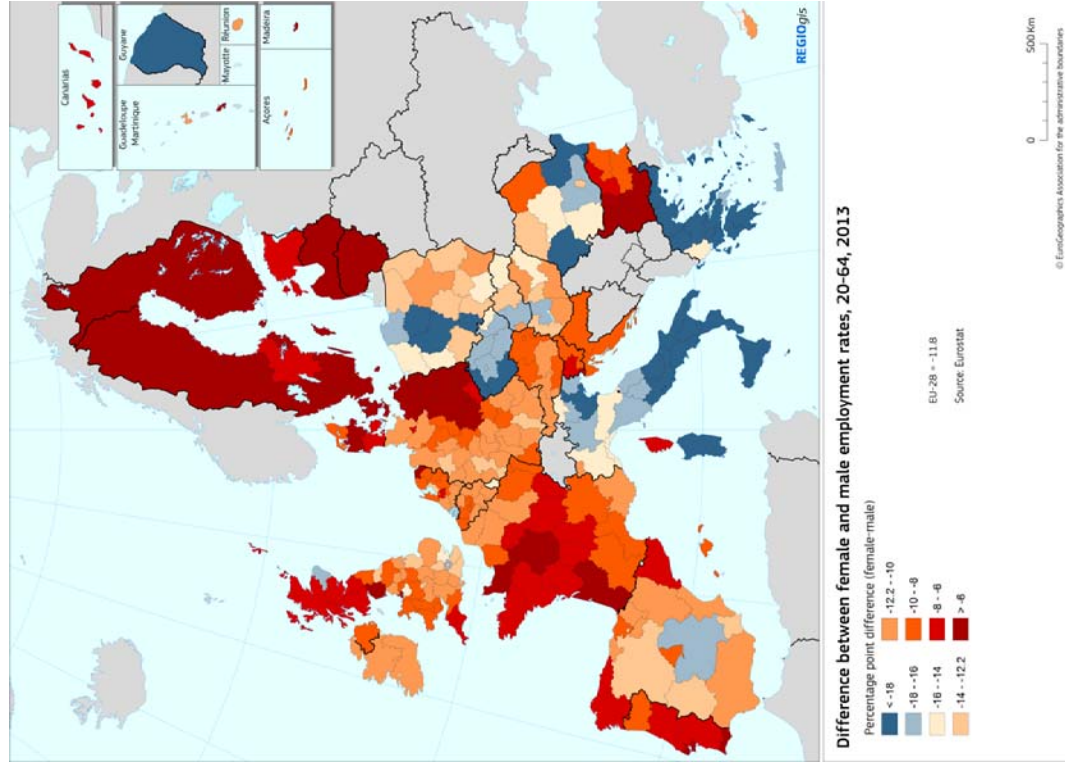 Canarias
Guadeloupe
Martinique
Guyane
Mayotte
Réunion
Açores
Madeira
REGIOgis
Difference between female and male employment rates, 20–64, 2013
Percentage point difference (female-male)
< -18
-18 - -16
-16 - -14
-14 - -12.2
-12.2 - -10
-10 - -8
-8 - -6
> -6
EU-28 = -11.8
Source: Eurostat
0 500 Km
© EuroGeographics Association for the administrative boundaries